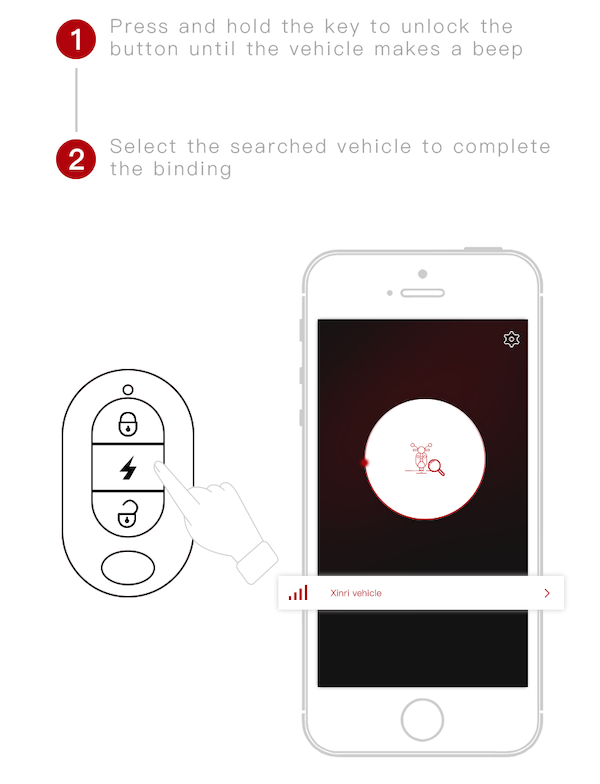 1
Press and hold the key to unlock the
button until the vehicle makes a beep
2
Select the searched vehicle to complete
the binding
Xinri vehicle